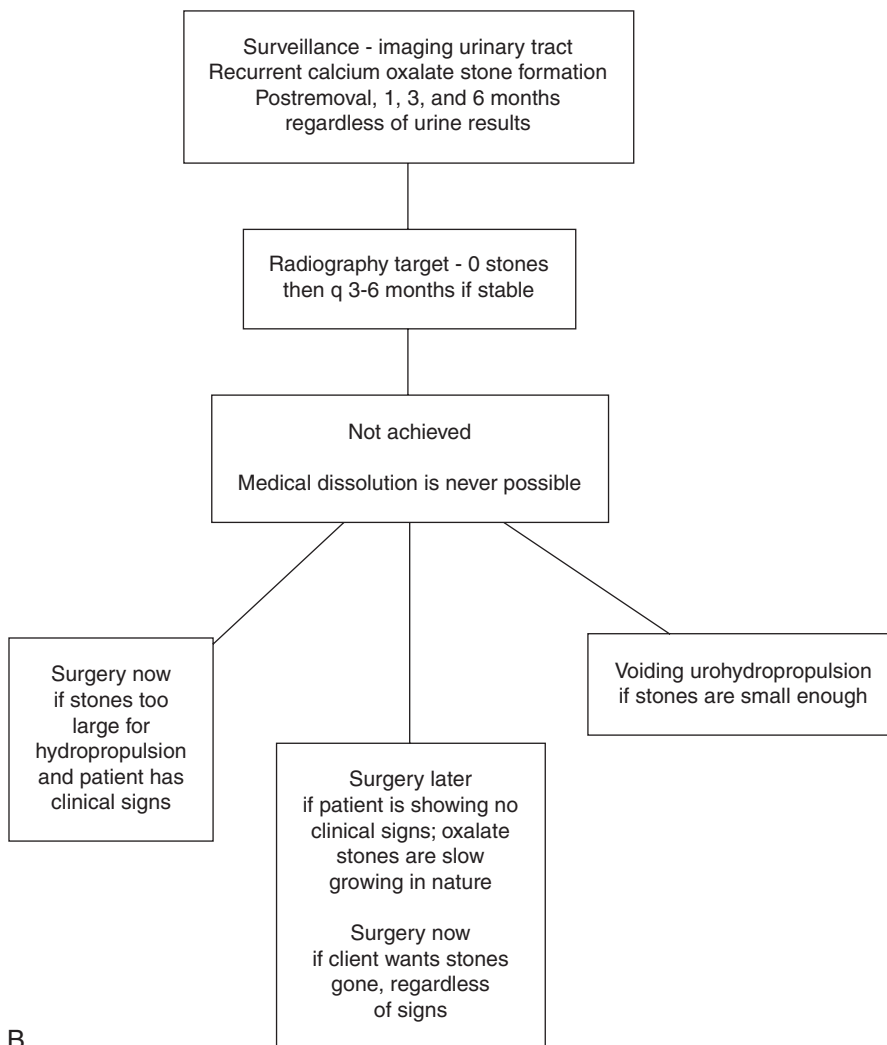 Surveillance - imaging urinary tract
Recurrent calcium oxalate stone formation
Postremoval, 1, 3, and 6 months
regardless of urine results
Radiography target - 0 stones
then q 3-6 months if stable
Not achieved
Medical dissolution is never possible
Surgery now
if stones too
large for
hydropropulsion
and patient has
clinical signs
Surgery later
if patient is showing no
clinical signs; oxalate
stones are slow
growing in nature
Surgery now
if client wants stones
gone, regardless
of signs
Voiding urohydropropulsion
if stones are small enough
B